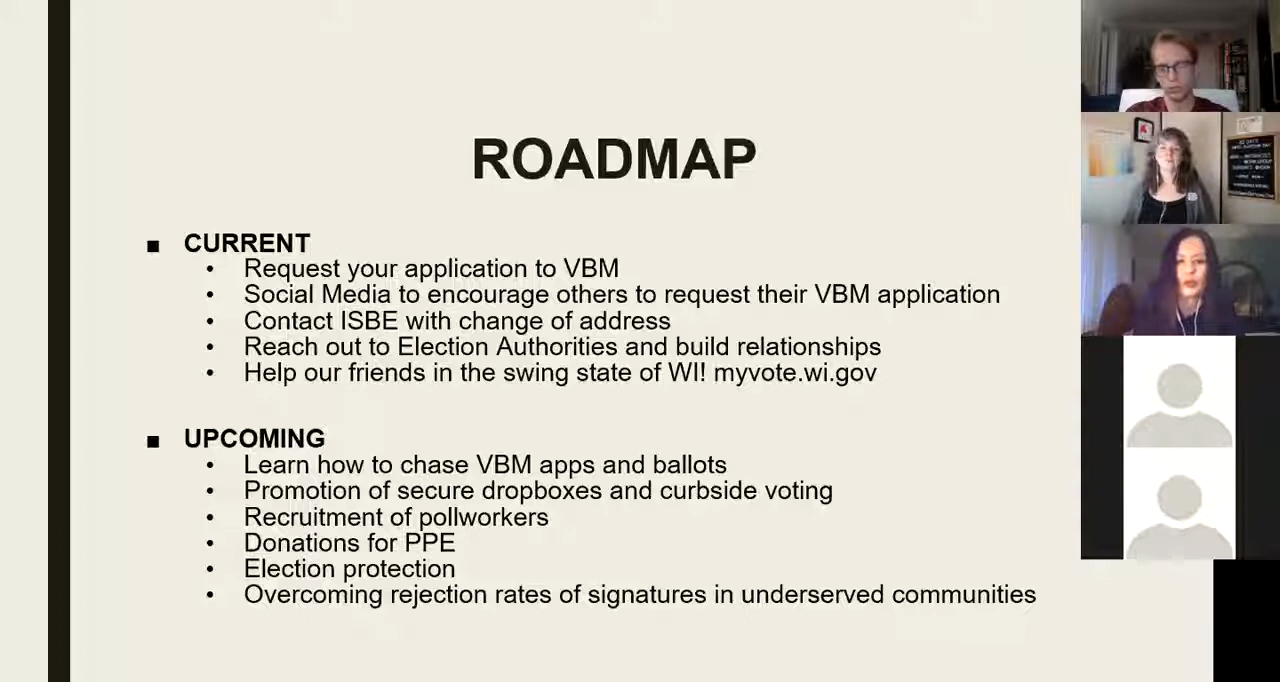 ROADMAP
■ CURRENT
• Request your application to VBM
• Social Media to encourage others to request their VBM application
• Contact ISBE with change of address
• Reach out to Election Authorities and build relationships
• Help our friends in the swing state of WI! myvote.wi.gov
■ UPCOMING
• Learn how to chase VBM apps and ballots
• Promotion of secure dropboxes and curbside voting
• Recruitment of pollworkers
• Donations for PPE
• Election protection
• Overcoming rejection rates of signatures in underserved communities